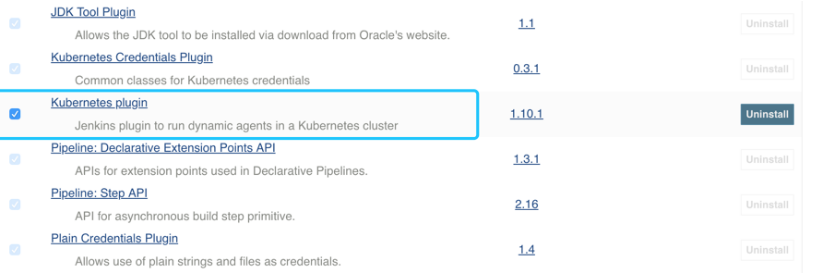 JDK Tool Plugin
Allows the JDK tool to be installed via download from Oracle's website.
1.1
Uninstall
Kubernetes Credentials Plugin
Common classes for Kubernetes credentials
0.3.1
Uninstall
Kubernetes plugin
Jenkins plugin to run dynamic agents in a Kubernetes cluster
1.10.1
Uninstall
Pipeline: Declarative Extension Points API
APIs for extension points used in Declarative Pipelines.
1.3.1
Uninstall
Pipeline: Step API
API for asynchronous build step primitive.
2.16
Uninstall
Plain Credentials Plugin
Allows use of plain strings and files as credentials.
1.4
Uninstall